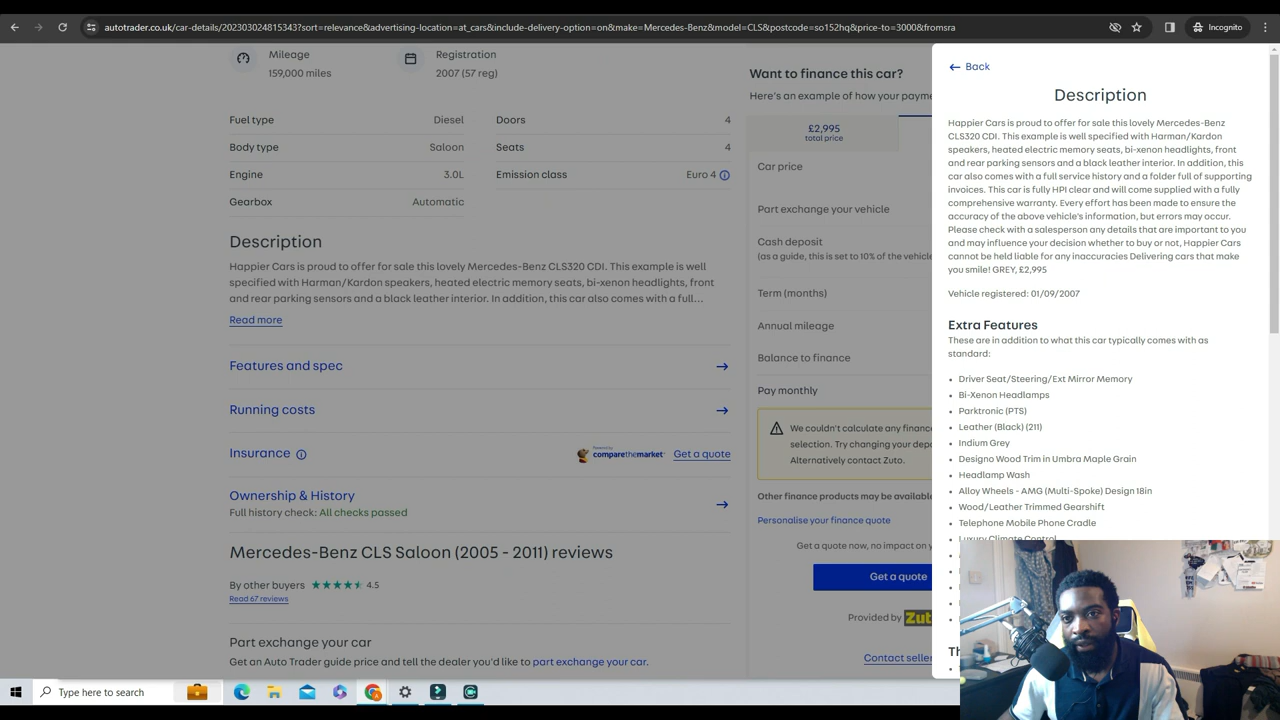 autotrader.co.uk/car-details/202303024815343?sort=relevance&advertising-location=at_cars&include-delivery-option=on&make=Mercedes-Benz&model=CLS&postcode=so152hq&price-to=3000&fromsra
Incognito
Mileage
159,000 miles
Registration
2007 (57 reg)
Fuel type Diesel
Doors 4
Body type Saloon
Seats 4
Engine 3.0L
Emission class Euro 4
Gearbox Automatic
Description
Happier Cars is proud to offer for sale this lovely Mercedes-Benz CLS320 CDI. This example is well
specified with Harman/Kardon speakers, heated electric memory seats, bi-xenon headlights, front
and rear parking sensors and a black leather interior. In addition, this car also comes with a full...
Read more
Features and spec
Running costs
Insurance
Powered by
comparethemarket
Get a quote
Ownership & History
Full history check: All checks passed
Mercedes-Benz CLS Saloon (2005 - 2011) reviews
By other buyers 4.5
Read 67 reviews
Part exchange your car
Get an Auto Trader guide price and tell the dealer you'd like to part exchange your car.
Want to finance this car?
Here's an example of how your payme
£2,995
total price
Car price
Part exchange your vehicle
Cash deposit
(as a guide, this is set to 10% of the vehicle
Term (months)
Annual mileage
Balance to finance
Pay monthly
We couldn't calculate any financ
selection. Try changing your dep
Alternatively contact Zuto.
Other finance products may be availabl
Personalise your finance quote
Get a quote now, no impact on y
Get a quote
Provided by Zut
Contact selle
Back
Description
Happier Cars is proud to offer for sale this lovely Mercedes-Benz
CLS320 CDI. This example is well specified with Harman/Kardon
speakers, heated electric memory seats, bi-xenon headlights, front
and rear parking sensors and a black leather interior. In addition, this
car also comes with a full service history and a folder full of supporting
invoices. This car is fully HPI clear and will come supplied with a fully
comprehensive warranty. Every effort has been made to ensure the
accuracy of the above vehicle's information, but errors may occur.
Please check with a salesperson any details that are important to you
and may influence your decision whether to buy or not, Happier Cars
cannot be held liable for any inaccuracies Delivering cars that make
you smile! GREY, £2,995
Vehicle registered: 01/09/2007
Extra Features
These are in addition to what this car typically comes with as
standard:
• Driver Seat/Steering/Ext Mirror Memory
• Bi-Xenon Headlamps
• Parktronic (PTS)
• Leather (Black) (211)
• Indium Grey
• Designo Wood Trim in Umbra Maple Grain
• Headlamp Wash
• Alloy Wheels - AMG (Multi-Spoke) Design 18in
• Wood/Leather Trimmed Gearshift
• Telephone Mobile Phone Cradle
• Luxury Climate Control
Th
Type here to search